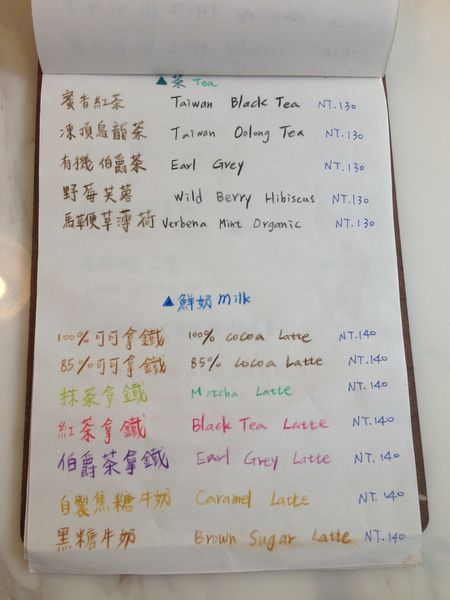 ▲茶 Tea
蜜香紅茶 Taiwan Black Tea NT.130
凍頂烏龍茶 Taiwan Oolong Tea NT.130
有機伯爵茶 Earl Grey NT.130
野莓芙蓉 Wild Berry Hibiscus NT.130
馬鞭草薄荷 Verbena Mint Organic NT.130
▲鮮奶 milk
100%可可拿鐵 100% cocoa Latte NT.140
85%可可拿鐵 85% cocoa Latte NT.140
抹茶拿鐵 Matcha Latte NT.140
紅茶拿鐵 Black Tea Latte NT.140
伯爵茶拿鐵 Earl Grey Latte NT.140
自製焦糖牛奶 Caramel Latte NT.140
黑糖牛奶 Brown Sugar Latte NT.140